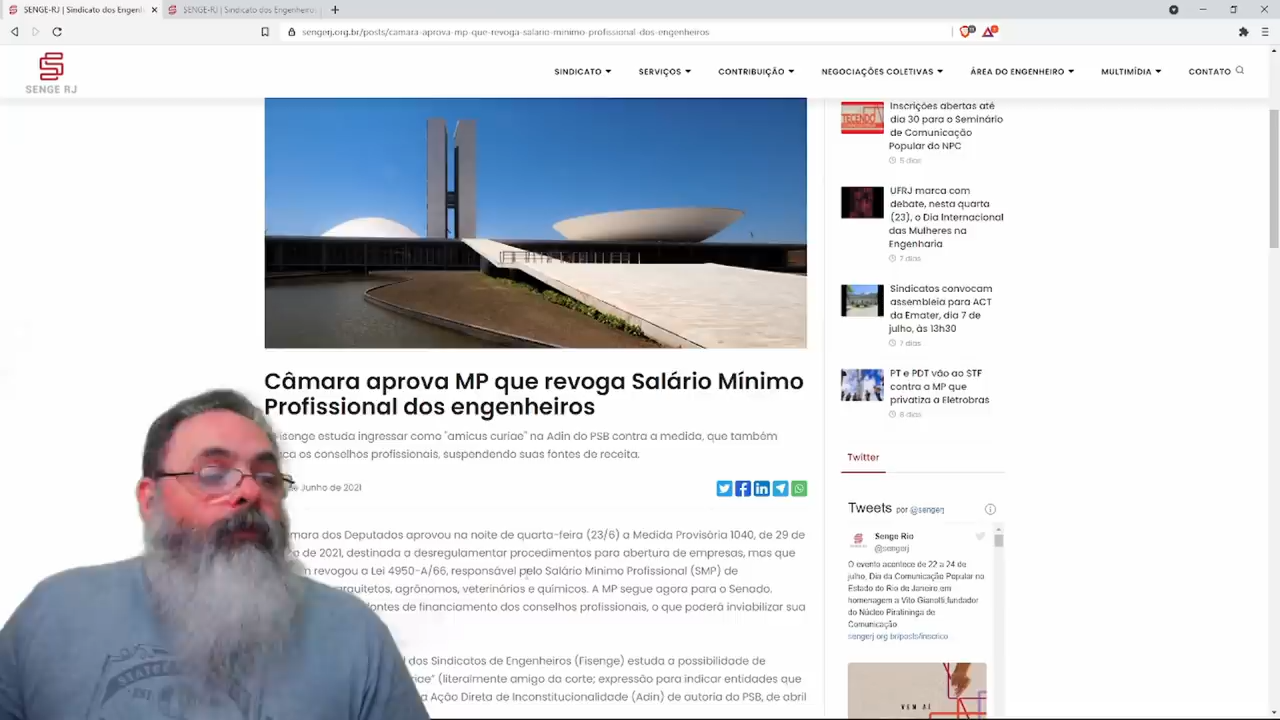 SENGE-RJ | Sindicato dos Engenheir
SENGE-RJ | Sindicato dos Engenheiros
sengerj.org.br/posts/camara-aprova-mp-que-revoga-salario-minimo-profissional-dos-engenheiros
SENGE RJ
SINDICATO
SERVIÇOS
CONTRIBUIÇÃO
NEGOCIAÇÕES COLETIVAS
ÁREA DO ENGENHEIRO
MULTIMÍDIA
CONTATO
Câmara aprova MP que revoga Salário Mínimo
Profissional dos engenheiros
isenge estuda ingressar como "amicus curiae" na Adin do PSB contra a medida, que também
ca os conselhos profissionais, suspendendo suas fontes de receita.
de Junho de 2021
mara dos Deputados aprovou na noite de quarta-feira (23/6) a Medida Provisória 1040, de 29 de
o de 2021, destinada a desregulamentar procedimentos para abertura de empresas, mas que
m revogou a Lei 4950-A/66, responsável pelo Salário Mínimo Profissional (SMP) de
arquitetos, agrônomos, veterinários e químicos. A MP segue agora para o Senado.
fontes de financiamento dos conselhos profissionais, o que poderá inviabilizar sua
l dos Sindicatos de Engenheiros (Fisenge) estuda a possibilidade de
riae" (literalmente amigo da corte; expressão para indicar entidades que
a Ação Direta de Inconstitucionalidade (Adin) de autoria do PSB, de abril
Inscrições abertas até
dia 30 para o Seminário
de Comunicação
Popular do NPC
5 dias
UFRJ marca com
debate, nesta quarta
(23), o Dia Internacional
das Mulheres na
Engenharia
7 dias
Sindicatos convocam
assembleia para ACT
da Emater, dia 7 de
julho, às 13h30
7 dias
PT e PDT vão ao STF
contra a MP que
privatiza a Eletrobras
8 dias
Twitter
Tweets por @sengerj
Senge Rio
@sengerj
O evento acontece de 22 a 24 de
julho, Dia da Comunicação Popular no
Estado do Rio de Janeiro,em
homenagem a Vito Gianotti,fundador
do Núcleo Piratininga de
Comunicação
sengerj.org.br/posts/inscrico…
VEM AÍ